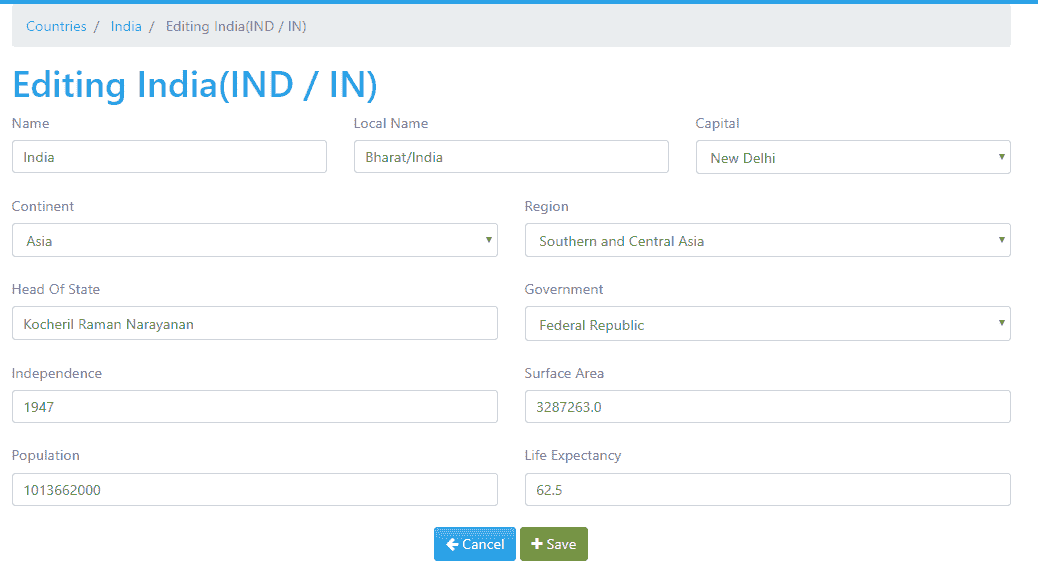 Countries / India / Editing India(IND / IN)
Editing India(IND / IN)
Name Local Name Capital
India Bharat/India New Delhi
Continent Region
Asia Southern and Central Asia
Head Of State Government
Kocheril Raman Narayanan Federal Republic
Independence Surface Area
1947 3287263.0
Population Life Expectancy
1013662000 62.5
Cancel Save